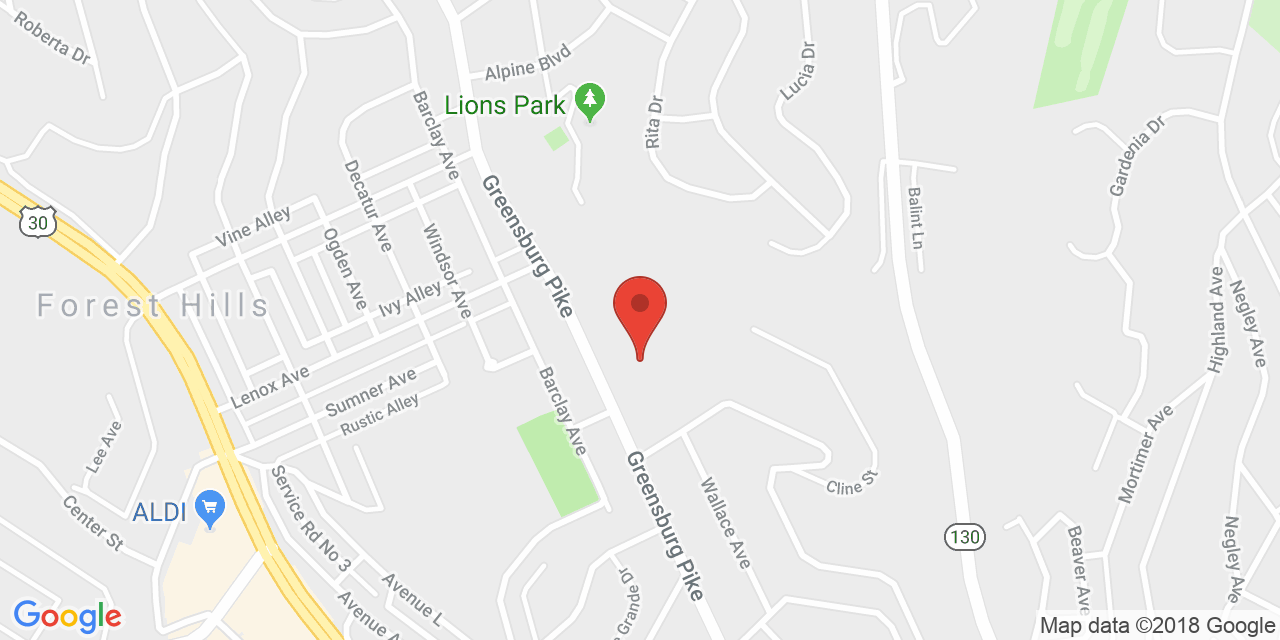 Roberta Dr
Alpine Blvd
Lucia Dr
Lions Park
Barclay Ave
Rita Dr
Gardenia Dr
Decatur Ave
Greensburg Pike
Balint Ln
30
Vine Alley
Ogden Ave
Windsor Ave
Ivy Alley
Highland Ave
Negley Ave
Forest Hills
Lenox Ave
Sumner Ave
Rustic Alley
Barclay Ave
Lee Ave
Mortimer Ave
Cline St
Greensburg Pike
Wallace Ave
ALDI
Center St
Service Rd No 3
130
Beaver Ave
Negley Ave
Avenue L
Avenue A
Grande Dr
Google
Map data ©2018 Google